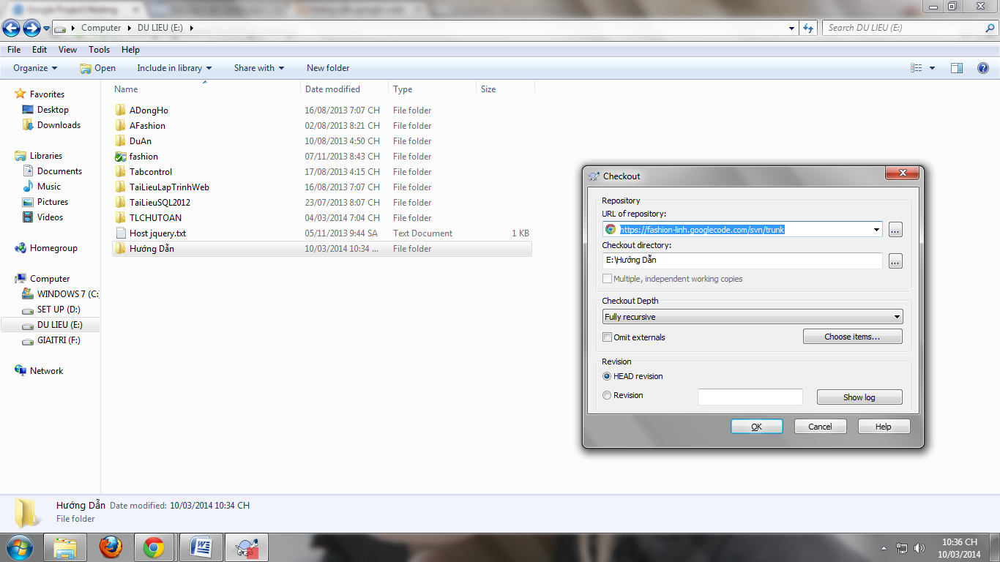 Computer ▸ DU LIEU (E:) ▸
Search DU LIEU (E:)
File Edit View Tools Help
Organize Open Include in library Share with New folder
Favorites
Desktop
Downloads
Libraries
Documents
Music
Pictures
Videos
Homegroup
Computer
WINDOWS 7 (C:
SET UP (D:)
DU LIEU (E:)
GIAITRI (F:)
Network
Name Date modified Type Size
ADongHo 16/08/2013 7:07 CH File folder
AFashion 02/08/2013 8:21 CH File folder
DuAn 10/08/2013 4:50 CH File folder
fashion 07/11/2013 8:43 CH File folder
Tabcontrol 17/08/2013 4:15 CH File folder
TaiLieuLapTrinhWeb 16/08/2013 7:07 CH File folder
TaiLieuSQL2012 23/07/2013 8:07 CH File folder
TLCHUTOAN 04/03/2014 7:04 CH File folder
Host jquery.txt 05/11/2013 9:44 SA Text Document 1 KB
Hướng Dẫn 10/03/2014 10:34 ... File folder
Checkout
Repository
URL of repository:
https://fashion-linh.googlecode.com/svn/trunk
...
Checkout directory:
E:\Hướng Dẫn
...
Multiple, independent working copies
Checkout Depth
Fully recursive
Omit externals
Choose items...
Revision
HEAD revision
Revision
Show log
OK Cancel Help
Hướng Dẫn Date modified: 10/03/2014 10:34 CH
File folder
10:36 CH
10/03/2014